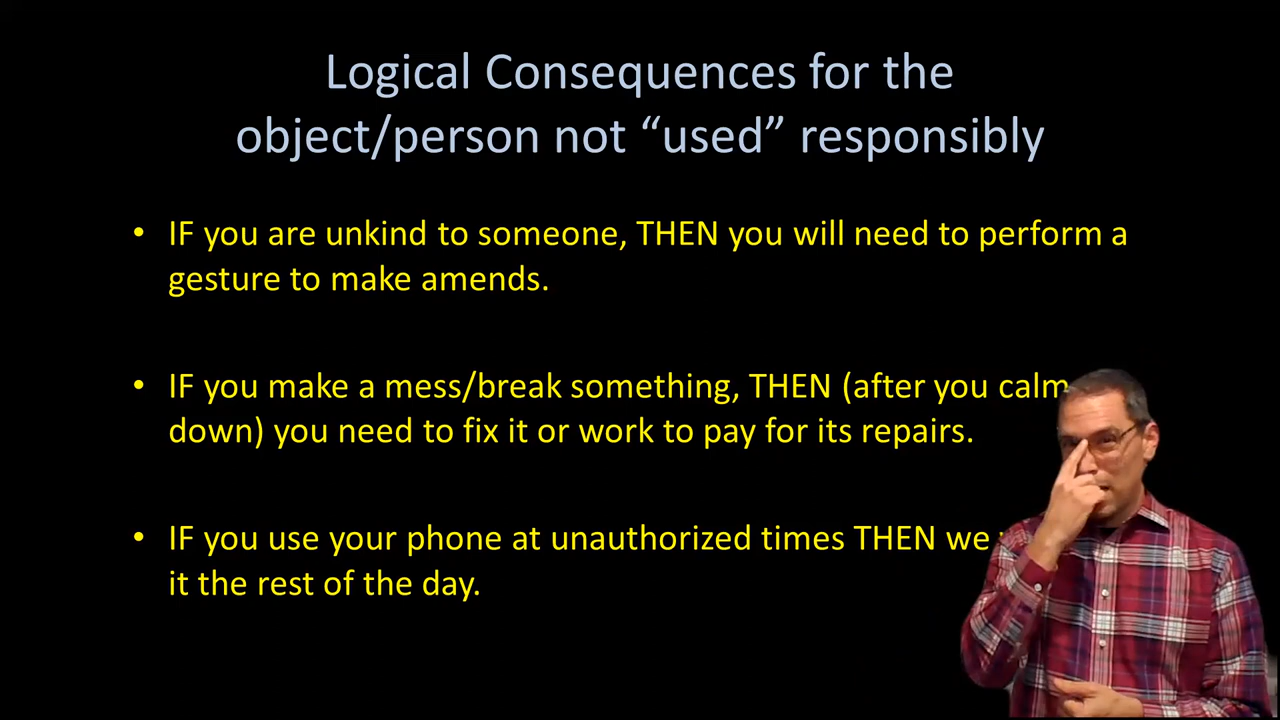 Logical Consequences for the
object/person not “used” responsibly
• IF you are unkind to someone, THEN you will need to perform a
gesture to make amends.
• IF you make a mess/break something, THEN (after you calm
down) you need to fix it or work to pay for its repairs.
• IF you use your phone at unauthorized times THEN we
it the rest of the day.